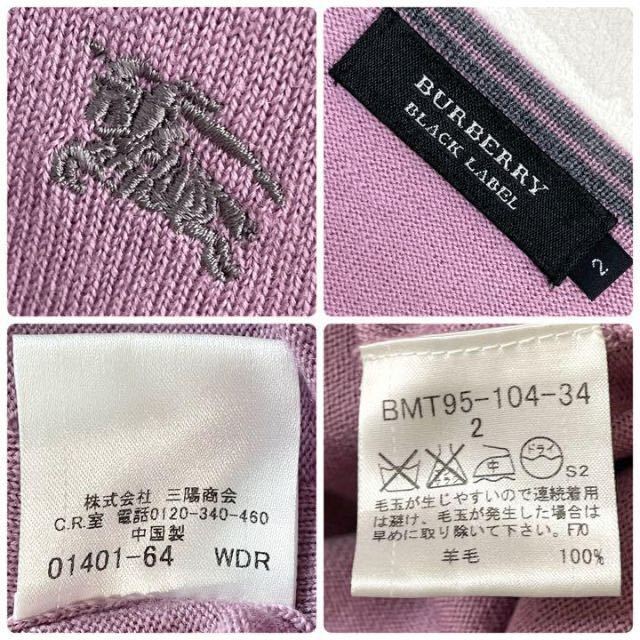 BURBERRY
BLACK LABEL
2
株式会社 三陽商会
C.R.室 電話0120-340-460
中国製
01401-64 WDR
BMT95-104-34
2
中 ドライ
S2
毛玉が生じやすいので連続着用
は避け、毛玉が発生した場合は
早めに取り除いて下さい。F70
羊毛 100%